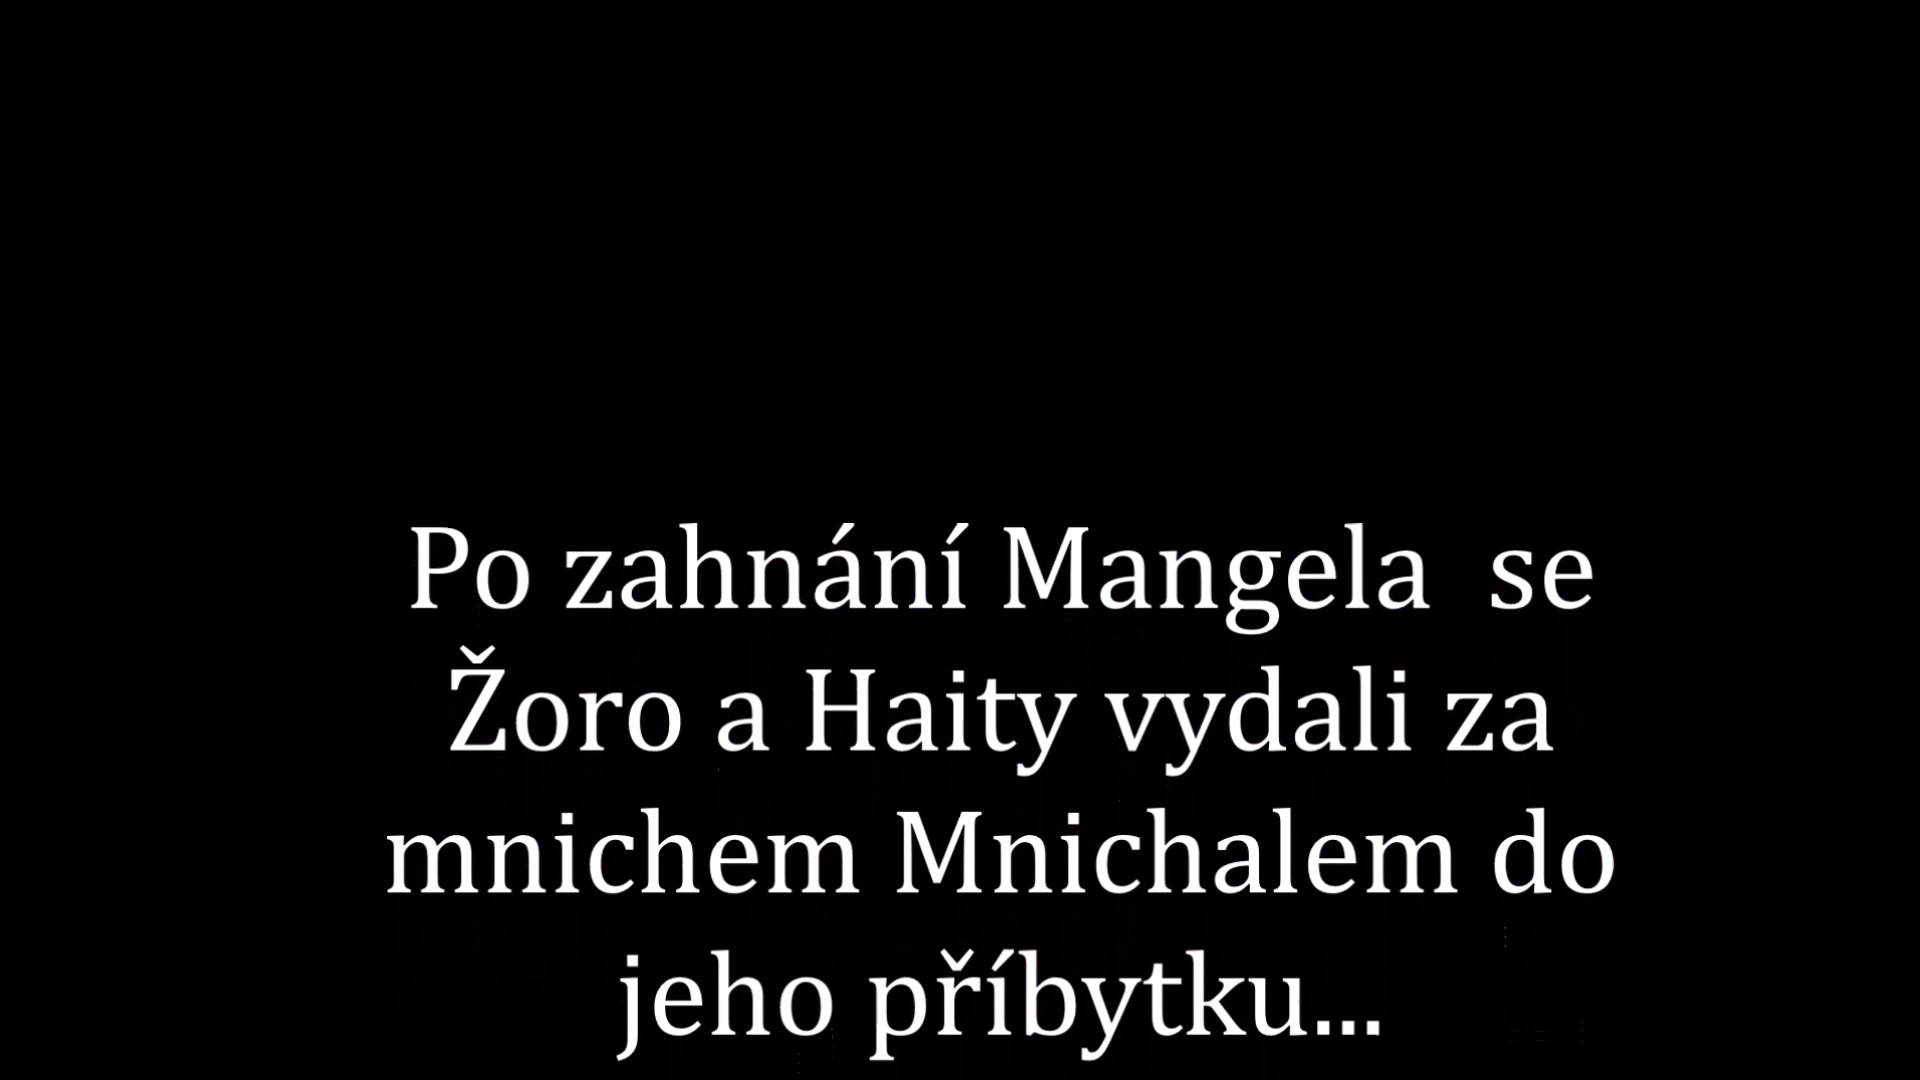 Po zahnání Mangela  se
Žoro a Haity vydali za
mnichem Mnichalem do
jeho příbytku...